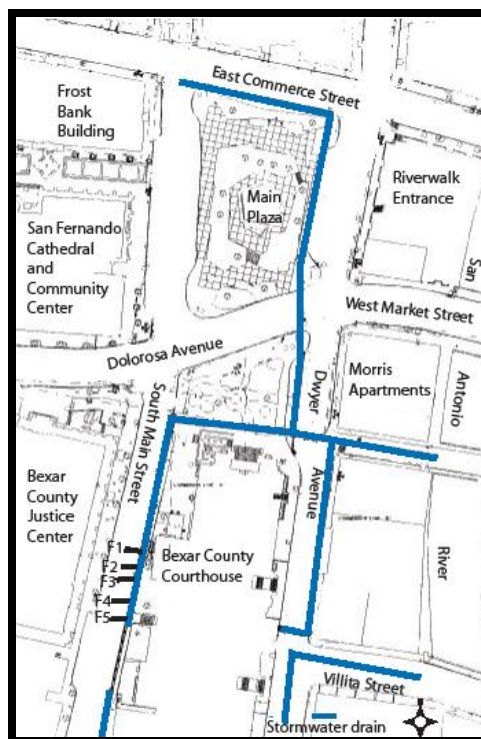 East Commerce Street
Frost
Bank
Building
Riverwalk
Entrance
Main
Plaza
San Fernando
Cathedral
and
Community
Center
San
West Market Street
Dolorosa Avenue
Morris
Apartments
Dwyer
Antonio
South Main Street
Bexar
County
Justice
Center
Avenue
F1
F2
F3
F4
F5
Bexar County
Courthouse
River
Villita Street
Stormwater drain